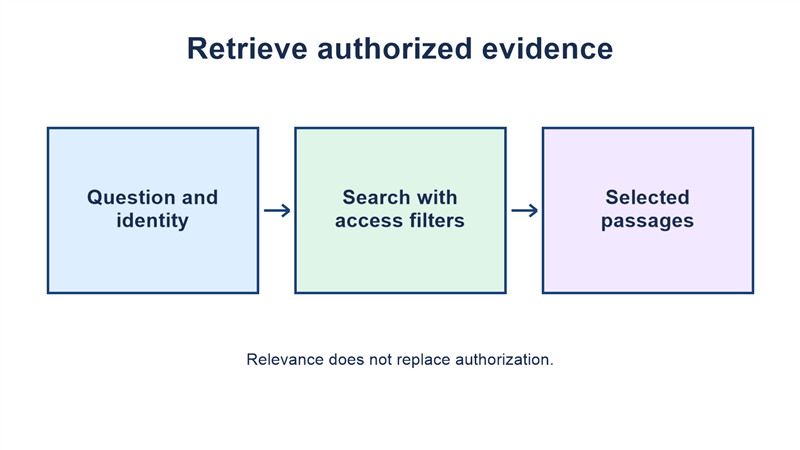 Retrieve authorized evidence
Question and
identity
Search with
access filters
Selected
passages
Relevance does not replace authorization.